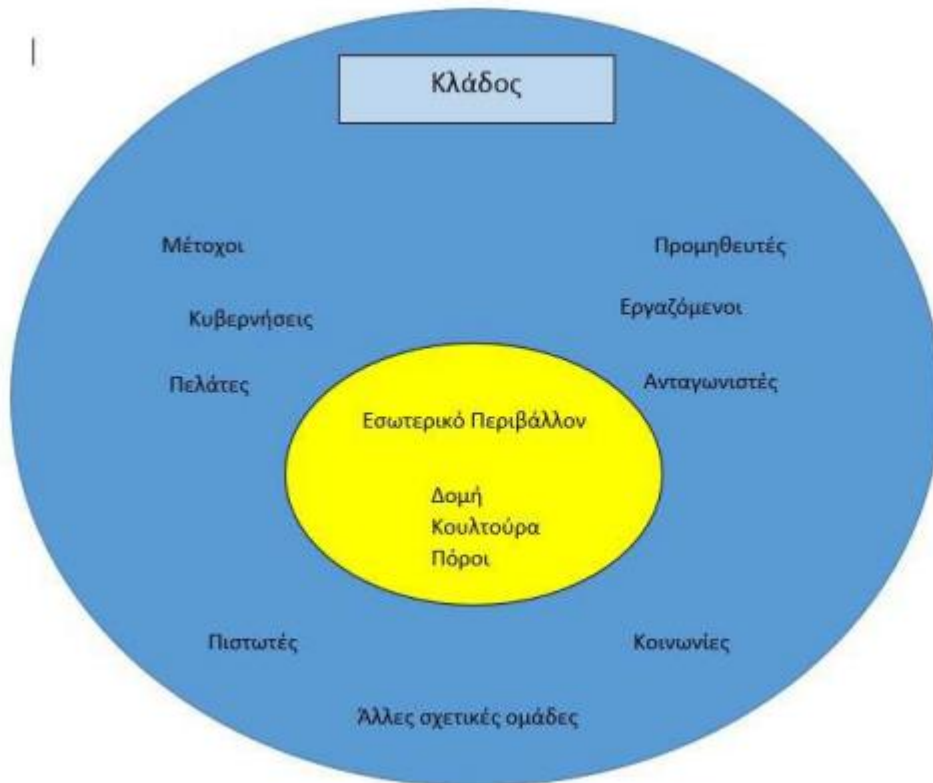 Κλάδος
Μέτοχοι
Προμηθευτές
Κυβερνήσεις
Εργαζόμενοι
Πελάτες
Ανταγωνιστές
Εσωτερικό Περιβάλλον
Δομή
Κουλτούρα
Πόροι
Πιστωτές
Κοινωνίες
Άλλες σχετικές ομάδες